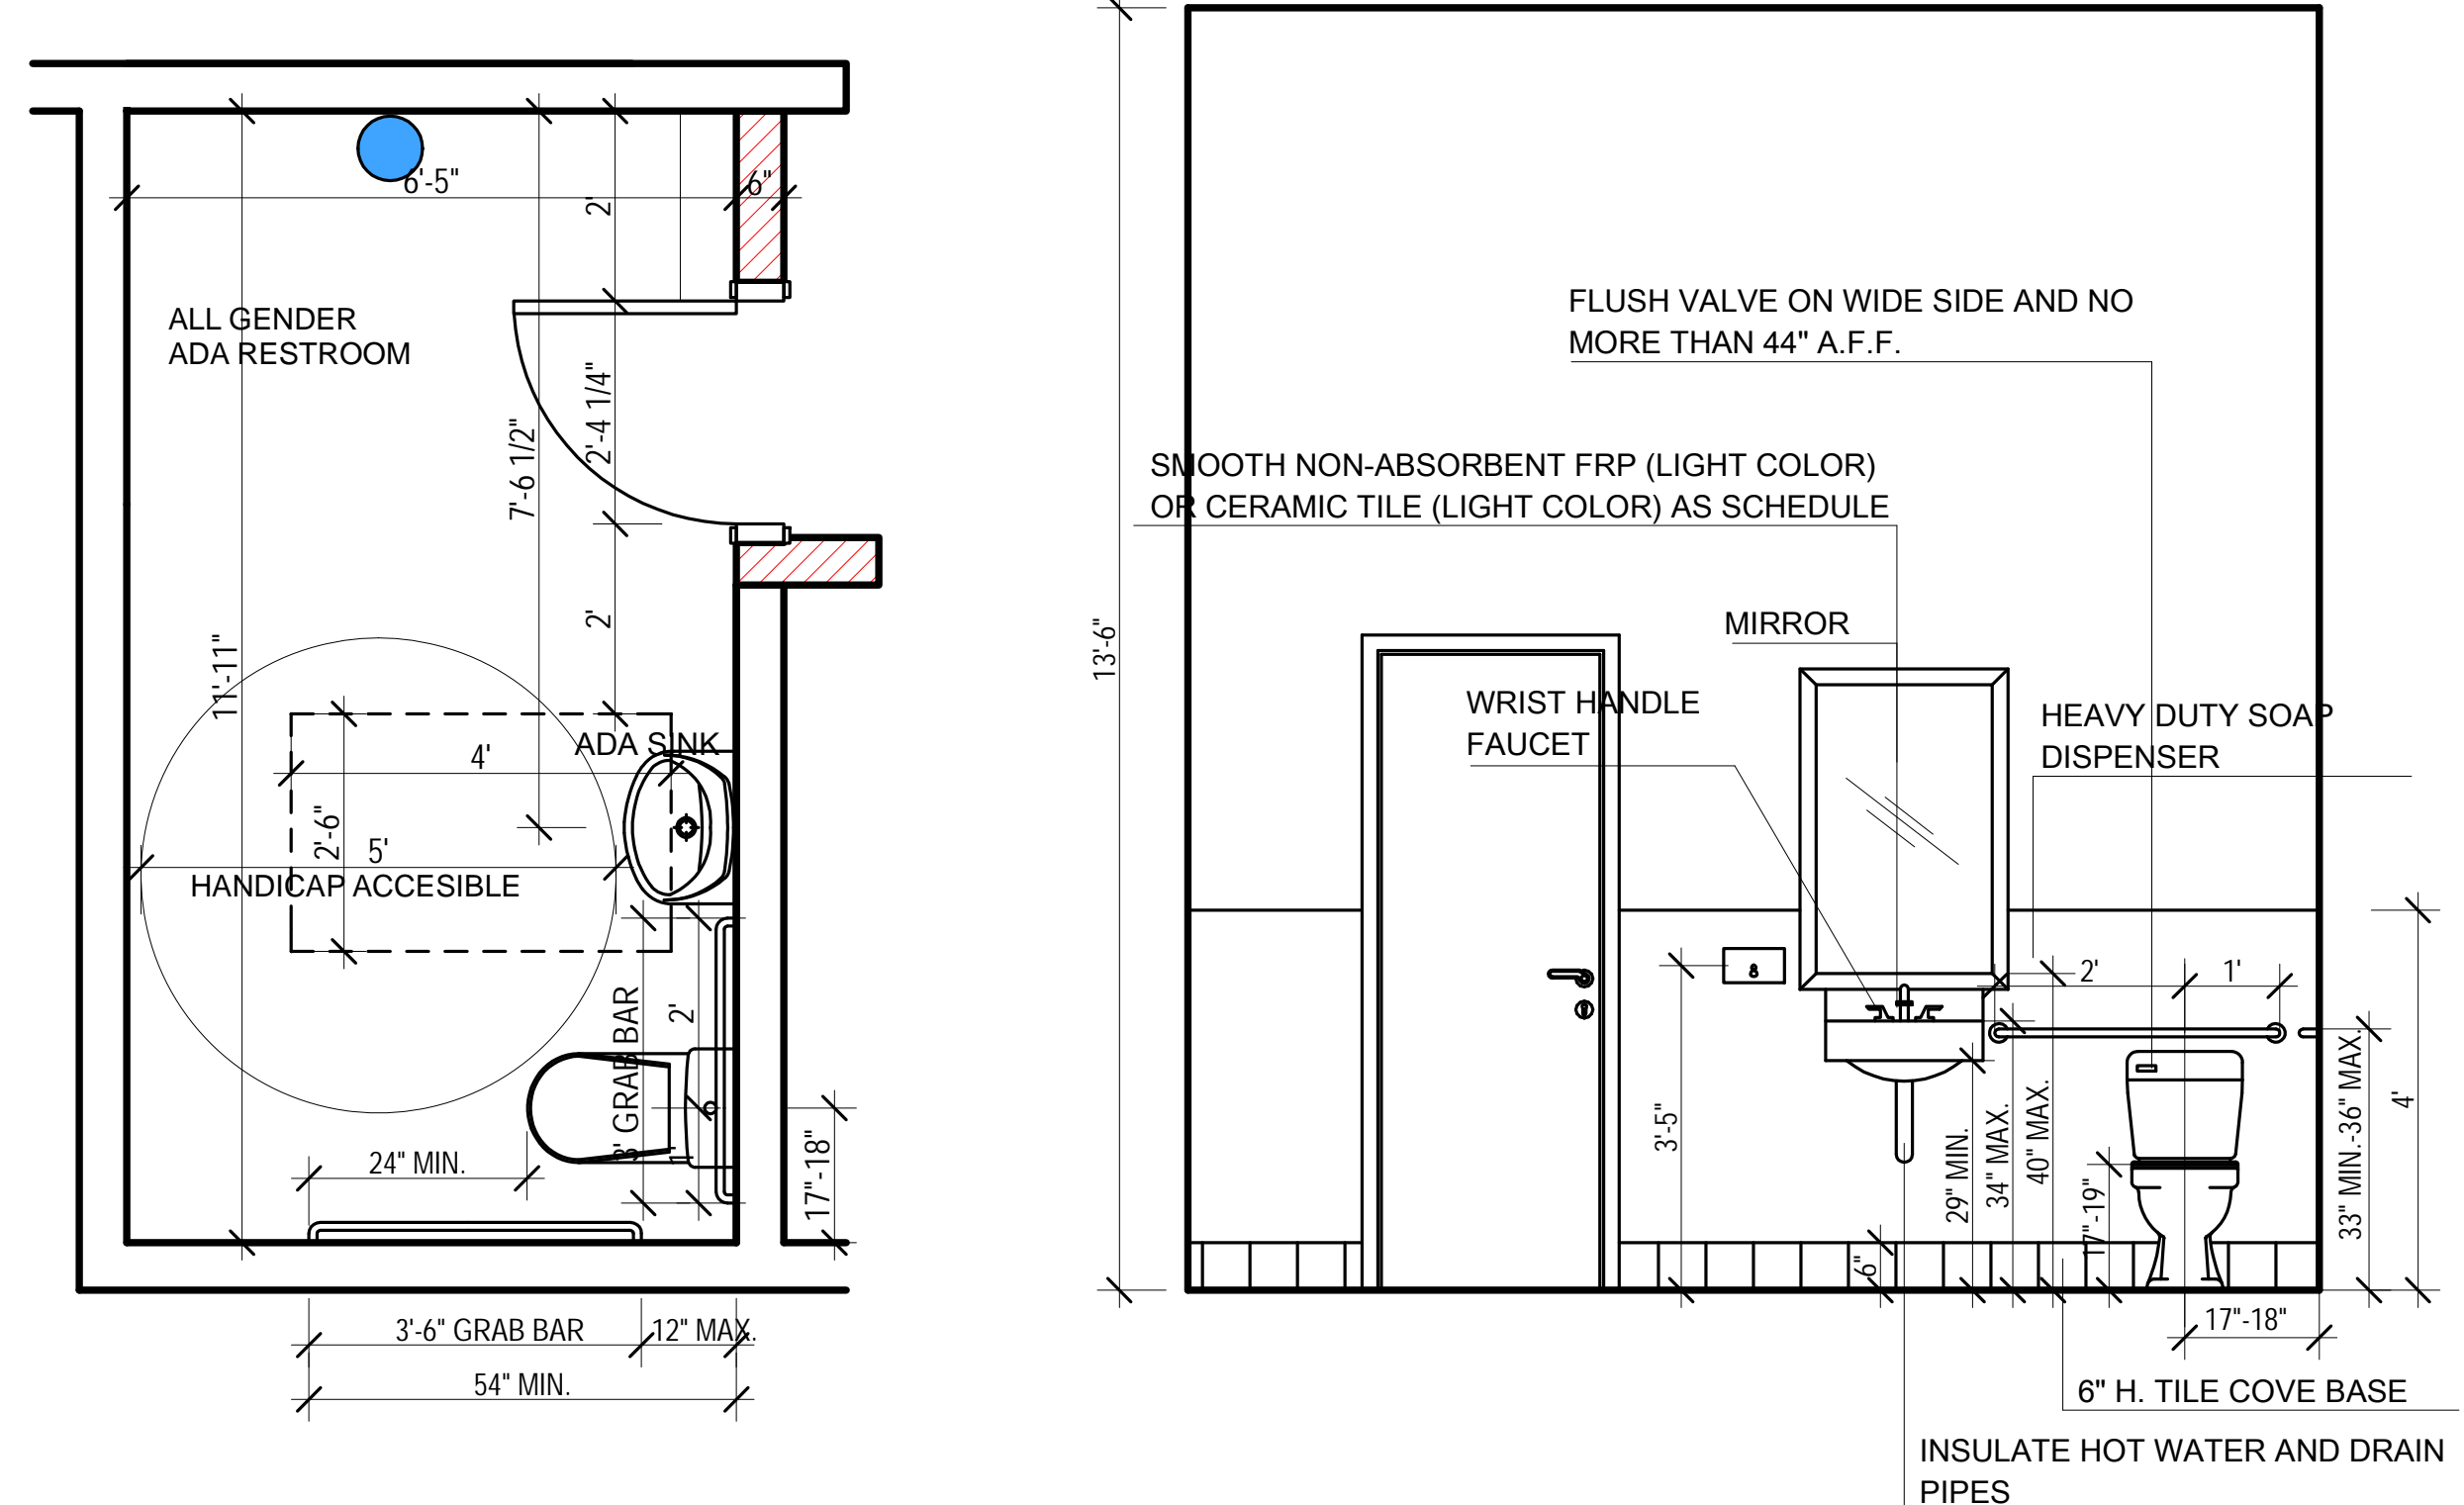 6'-5"
6"
2'
ALL GENDER
ADA RESTROOM
2'-4 1/4"
7'-6 1/2"
2'
11'-11"
ADA SINK
4'
2'-6"
5'
HANDICAP ACCESIBLE
3' GRAB BAR
2'
1'
24" MIN.
17"-18"
3'-6" GRAB BAR
12" MAX.
54" MIN.
FLUSH VALVE ON WIDE SIDE AND NO
MORE THAN 44" A.F.F.
SMOOTH NON-ABSORBENT FRP (LIGHT COLOR)
OR CERAMIC TILE (LIGHT COLOR) AS SCHEDULE
13'-6"
MIRROR
WRIST HANDLE
FAUCET
HEAVY DUTY SOAP
DISPENSER
2'
1'
3'-5"
6"
29" MIN.
34" MAX.
40" MAX.
17"-19"
33" MIN.-36" MAX.
4'
17"-18"
6" H. TILE COVE BASE
INSULATE HOT WATER AND DRAIN
PIPES